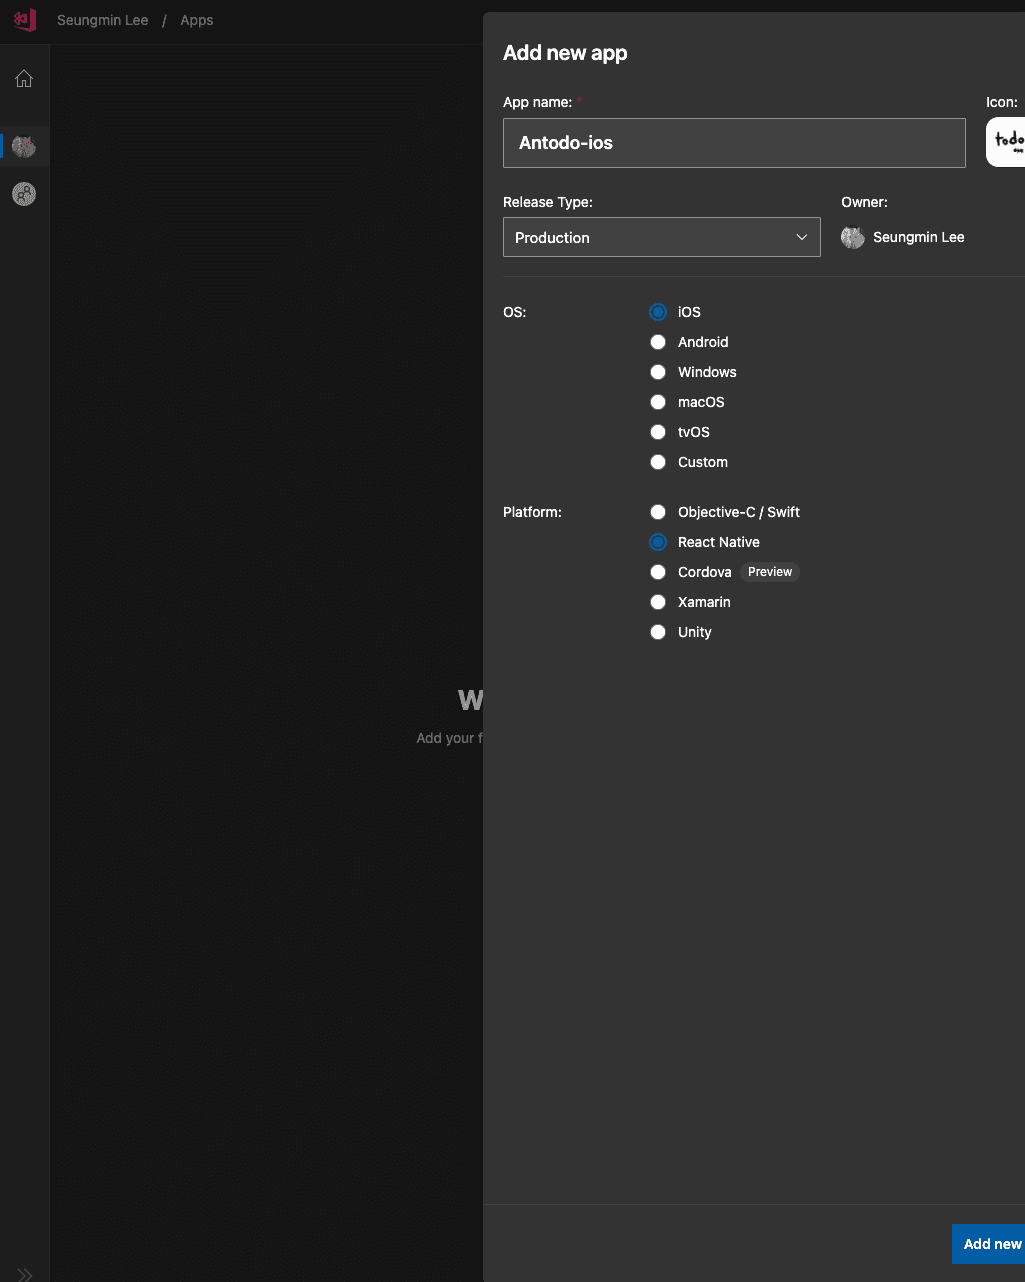 Seungmin Lee / Apps
Add new app
App name: *
Icon:
Antodo-ios
todo
Release Type:
Owner:
Production
Seungmin Lee
OS:
iOS
Android
Windows
macOS
tvOS
Custom
Platform:
Objective-C / Swift
React Native
Cordova Preview
Xamarin
Unity
W
Add your f
Add new